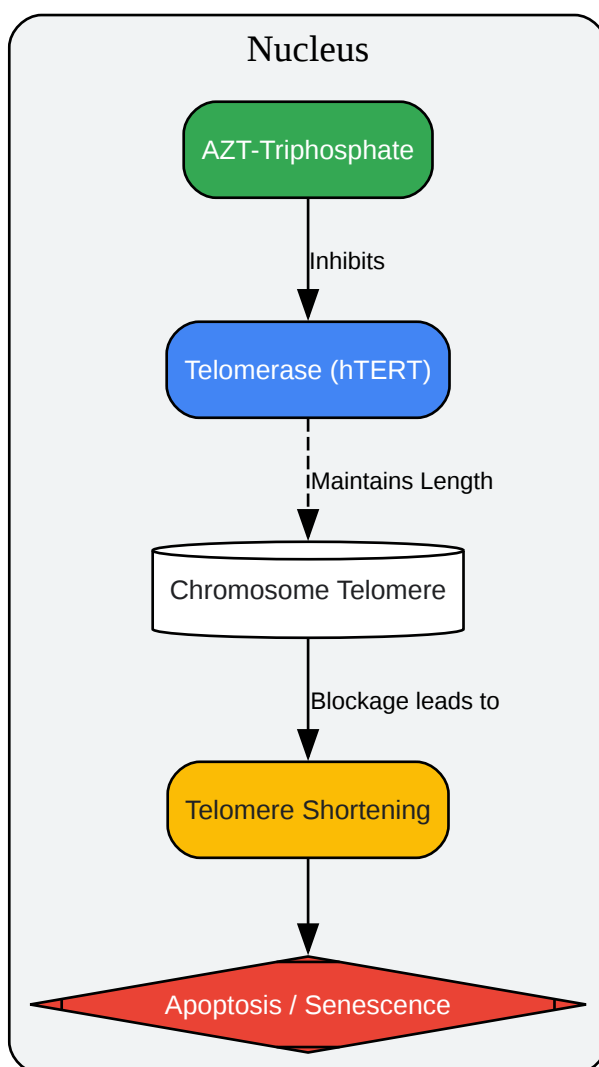 Nucleus
AZT-Triphosphate
Inhibits
Telomerase (hTERT)
Maintains Length
Chromosome Telomere
Blockage leads to
Telomere Shortening
Apoptosis / Senescence